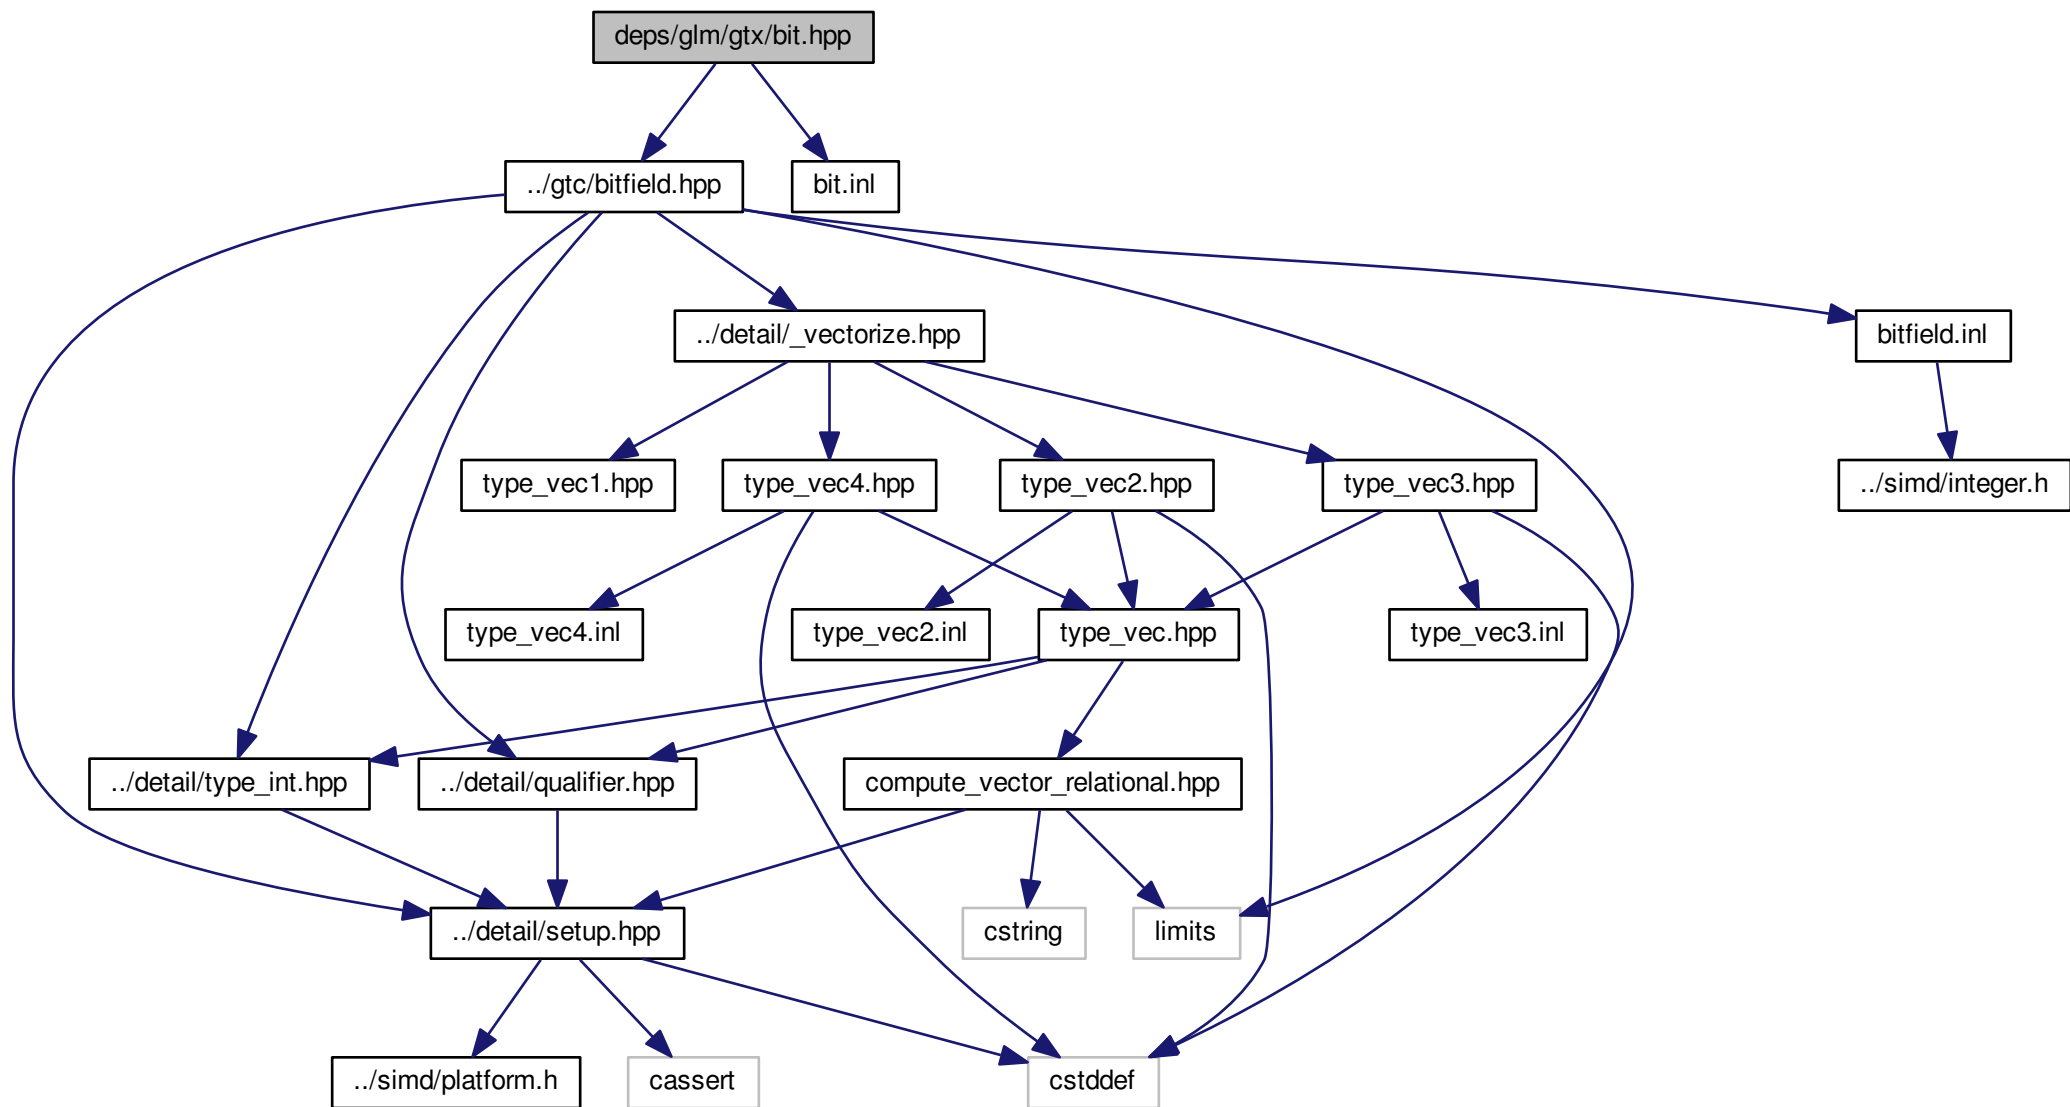 deps/glm/gtx/bit.hpp
../gtc/bitfield.hpp
bit.inl
../detail/_vectorize.hpp
bitfield.inl
type_vec1.hpp
type_vec4.hpp
type_vec2.hpp
type_vec3.hpp
../simd/integer.h
type_vec4.inl
type_vec2.inl
type_vec.hpp
type_vec3.inl
../detail/type_int.hpp
../detail/qualifier.hpp
compute_vector_relational.hpp
../detail/setup.hpp
cstring
limits
../simd/platform.h
cassert
cstddef